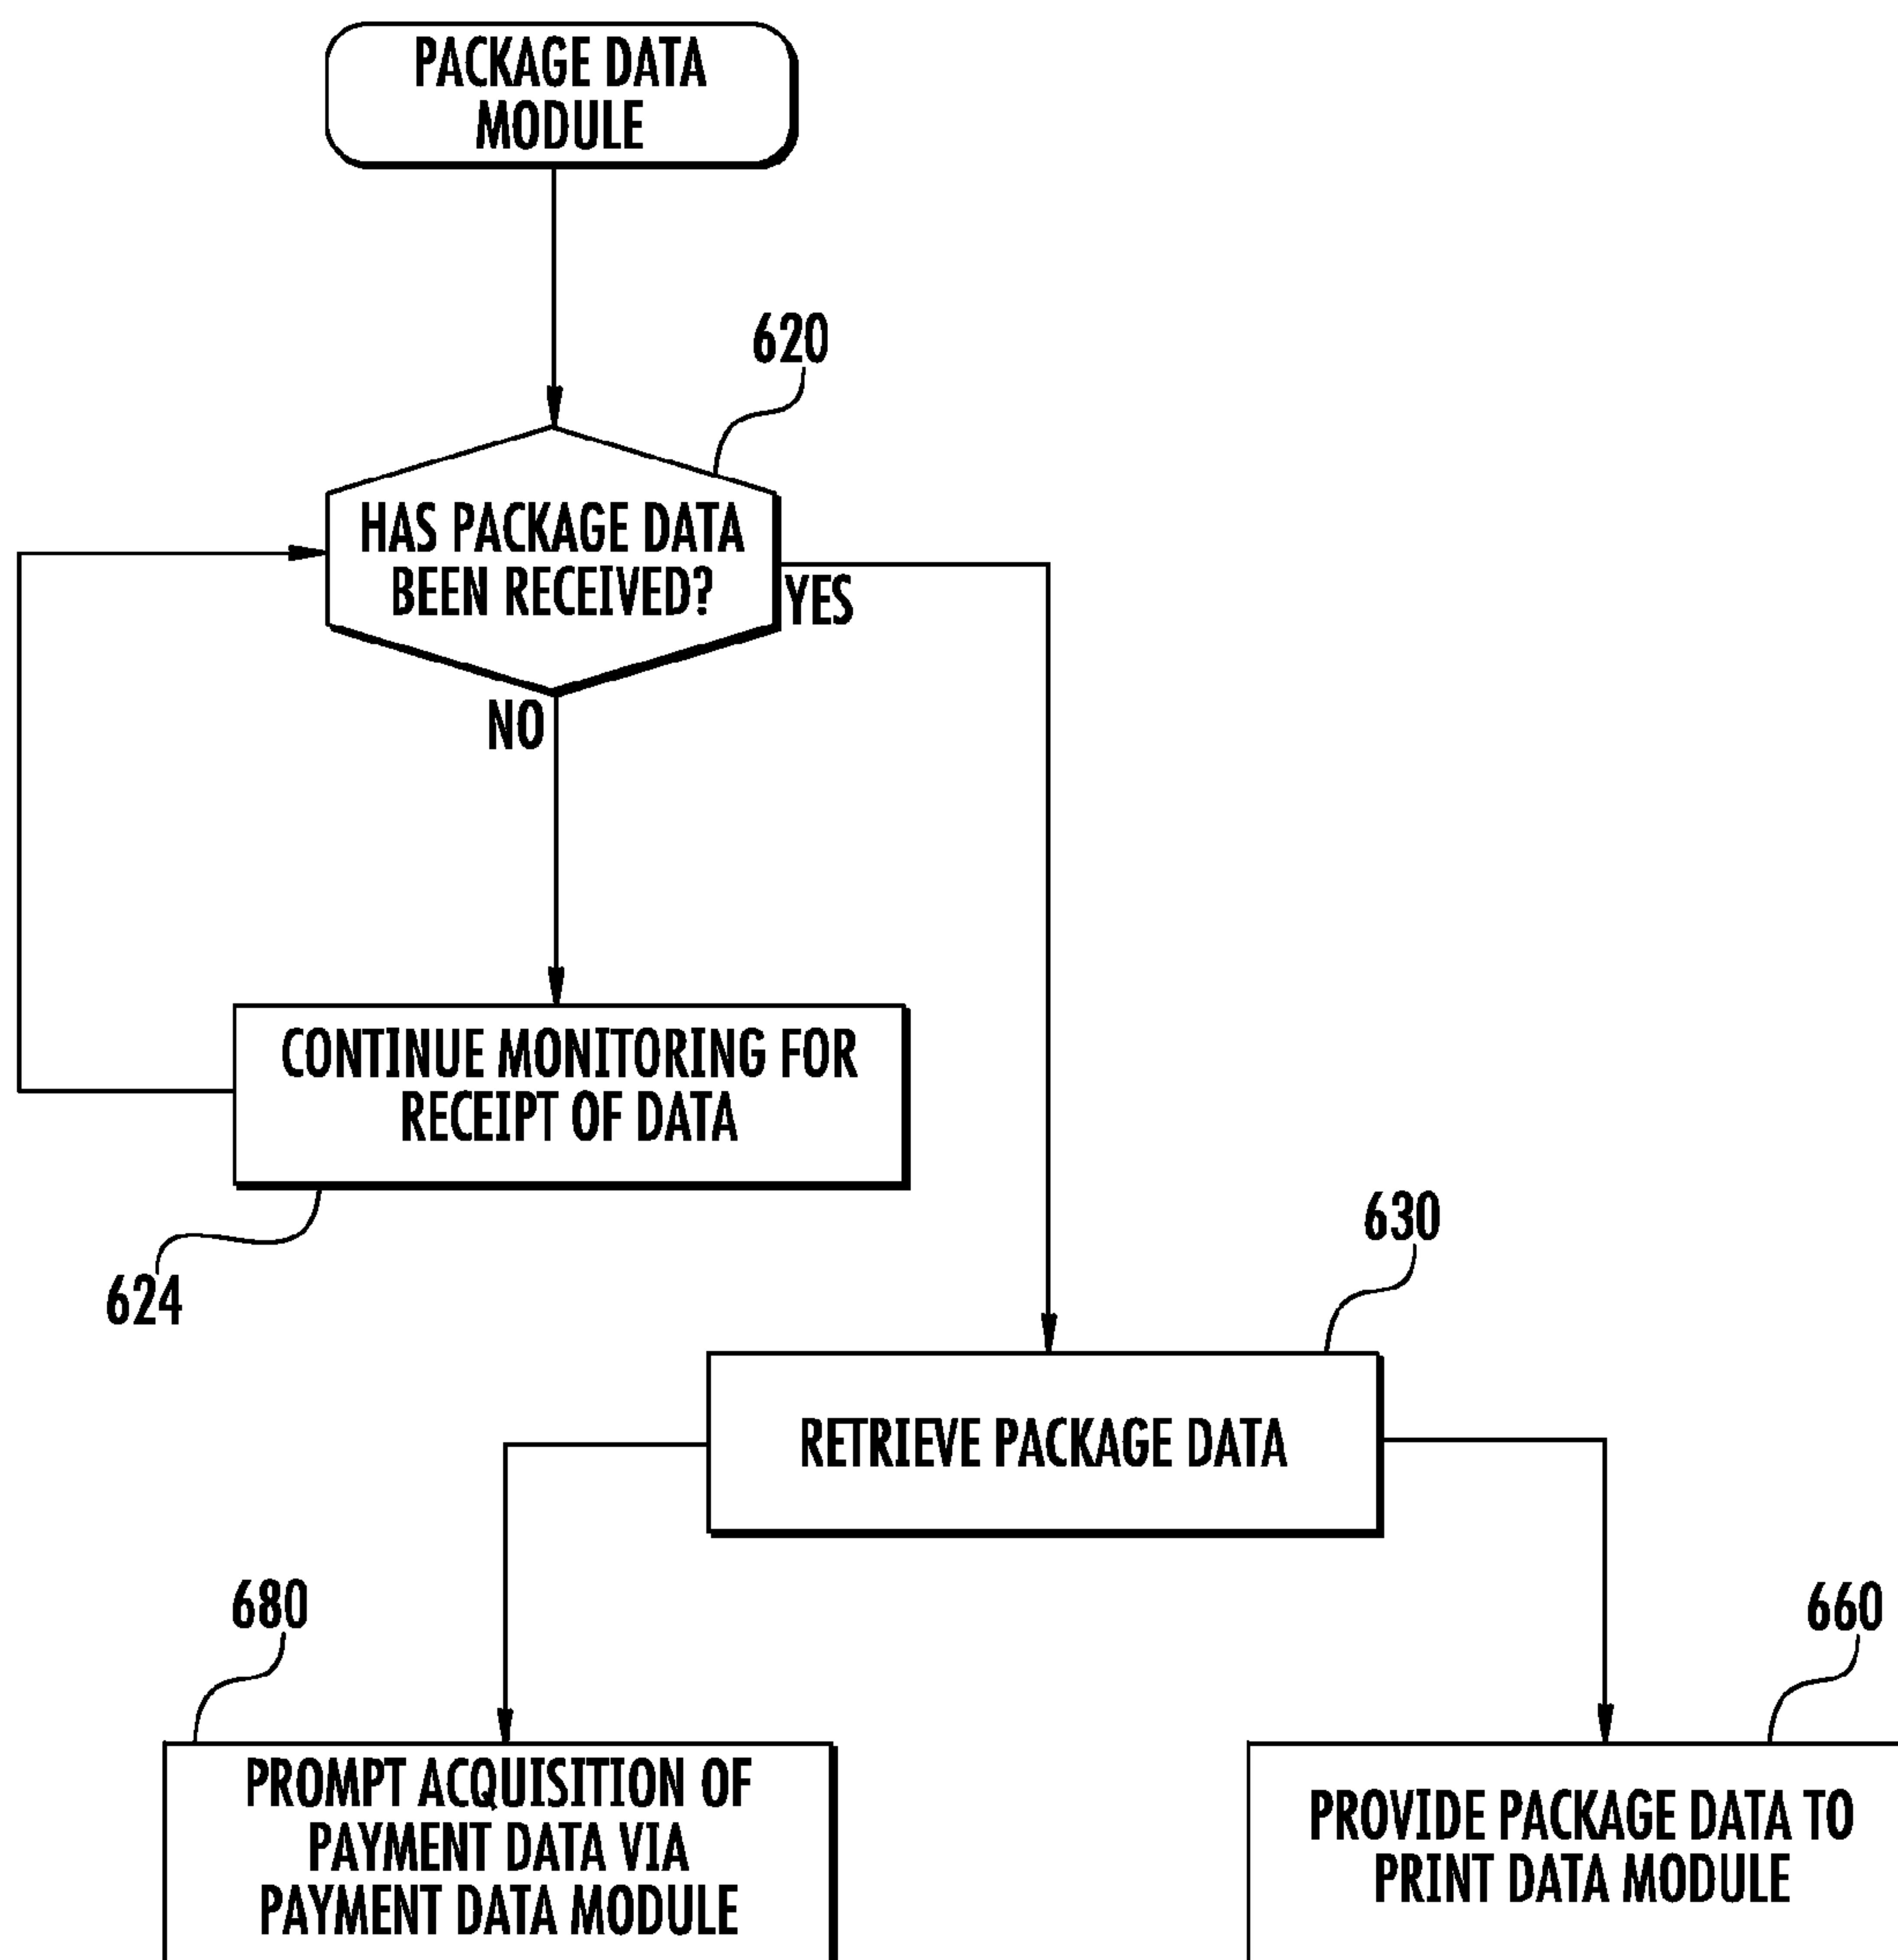 PACKAGE DATA
MODULE
620
HAS PACKAGE DATA
BEEN RECEIVED?
YES
NO
CONTINUE MONITORING FOR
RECEIPT OF DATA
624
630
RETRIEVE PACKAGE DATA
680
660
PROMPT ACQUISITION OF
PAYMENT DATA VIA
PAYMENT DATA MODULE
PROVIDE PACKAGE DATA TO
PRINT DATA MODULE